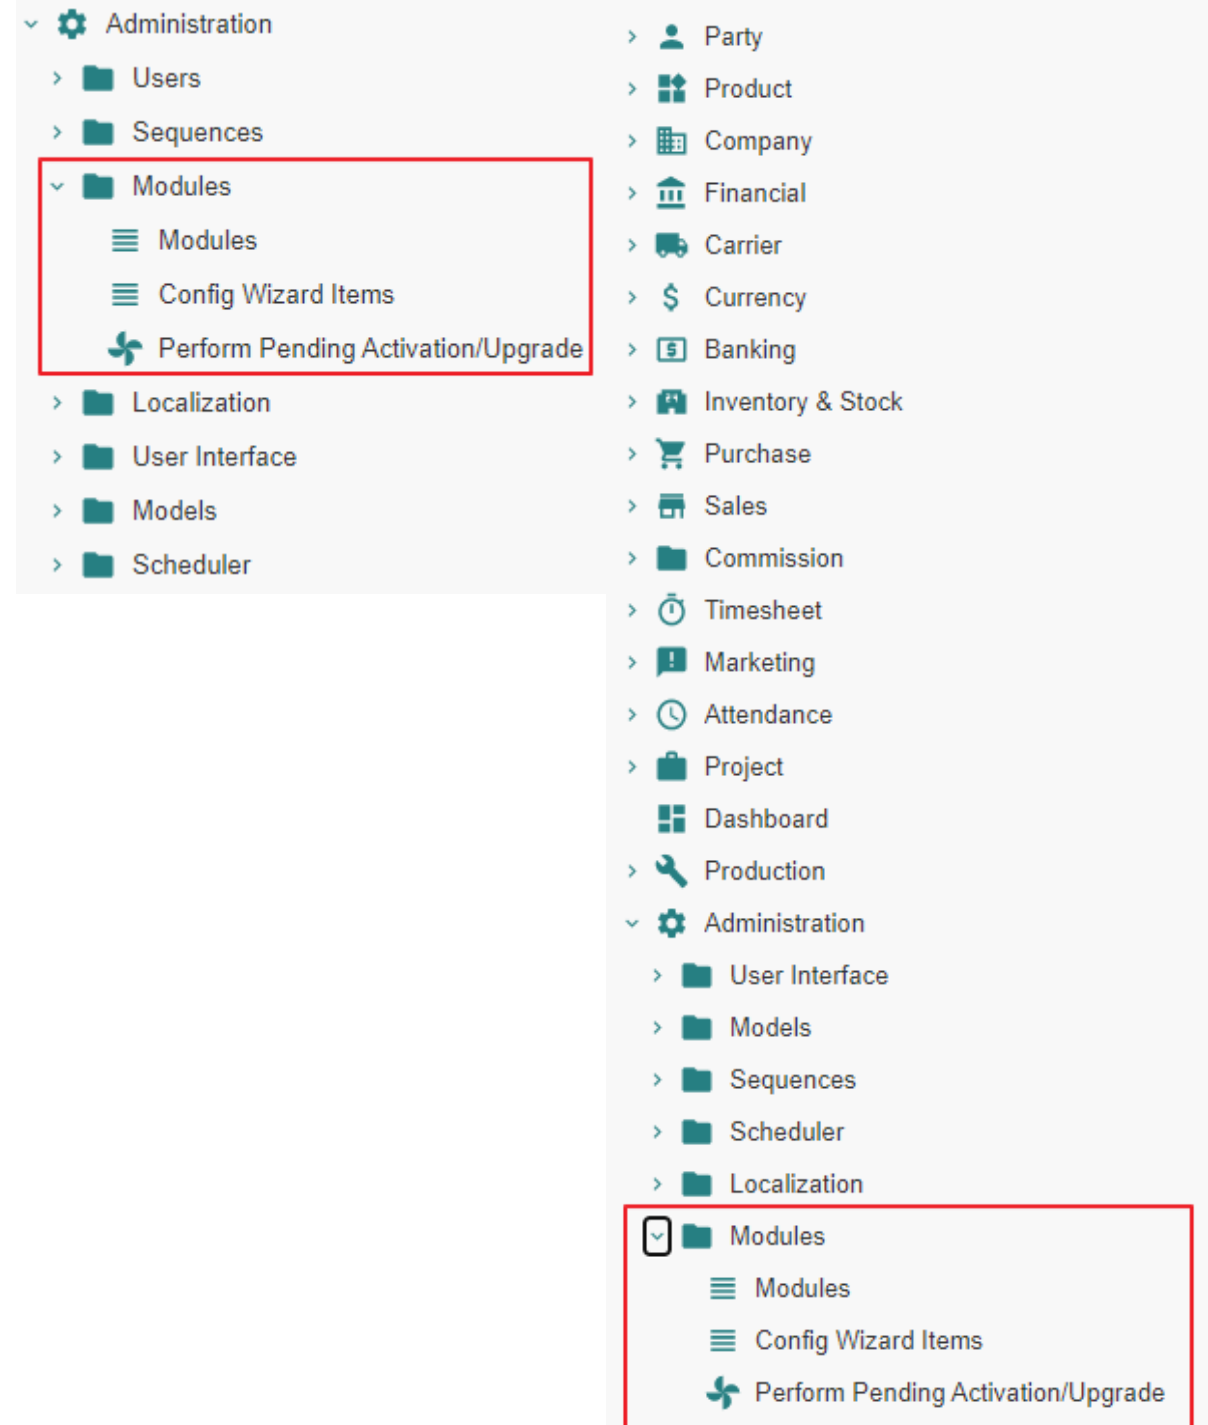 Administration
Users
Sequences
Modules
Modules
Config Wizard Items
Perform Pending Activation/Upgrade
Localization
User Interface
Models
Scheduler
Party
Product
Company
Financial
Carrier
Currency
Banking
Inventory & Stock
Purchase
Sales
Commission
Timesheet
Marketing
Attendance
Project
Dashboard
Production
Administration
User Interface
Models
Sequences
Scheduler
Localization
Modules
Modules
Config Wizard Items
Perform Pending Activation/Upgrade